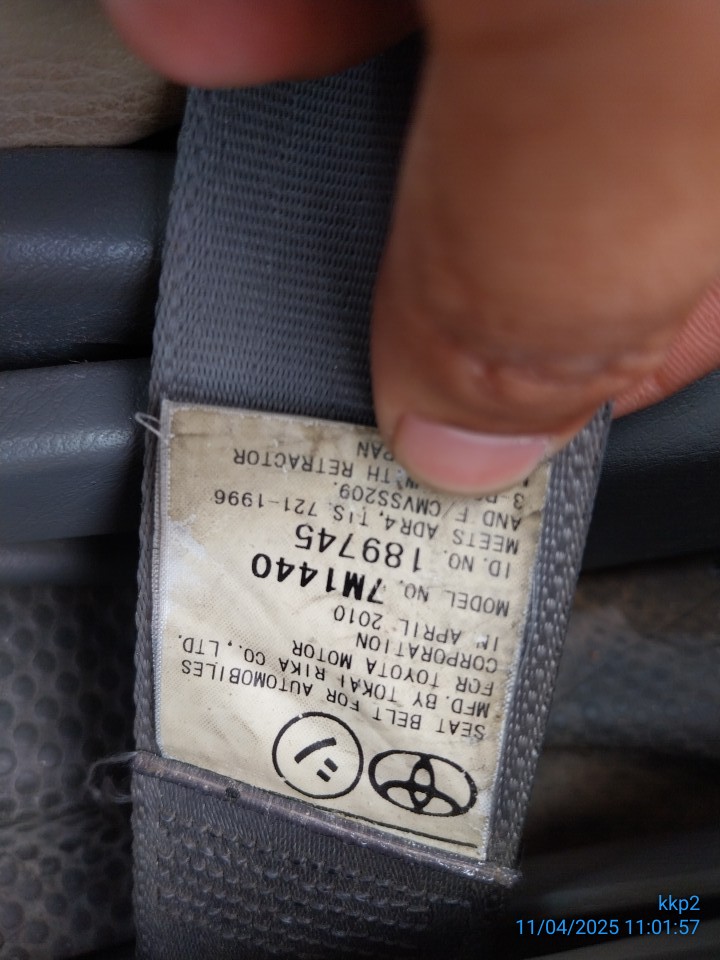 SEAT BELT FOR AUTOMOBILES
MFD. BY TOKAI RIKA CO., LTD.
FOR TOYOTA MOTOR
CORPORATION
IN APRIL 2010
MODEL NO. 7M1440
ID. NO. 189745
MEETS ADR4, TIS 721-1996
AND F/CMVSS209.
WITH RETRACTOR
kkp2
11/04/2025 11:01:57